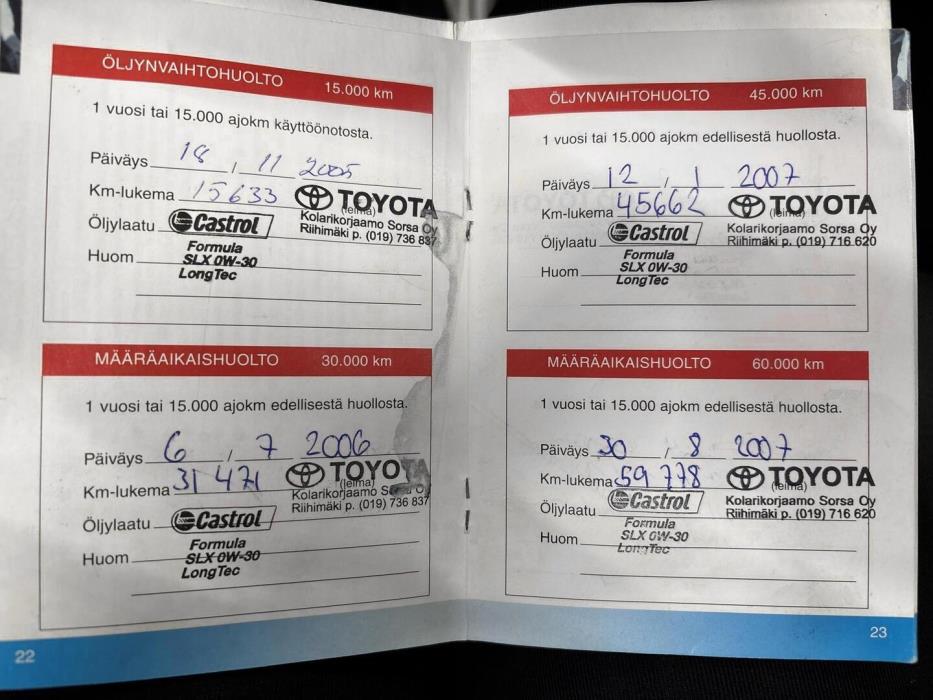 ÖLJYNVAIHTOHUOLTO 15.000 km
1 vuosi tai 15.000 ajokm käyttöönotosta.
Päiväys 18 / 11 2005
Km-lukema 15633
TOYOTA
(leima)
Kolarikorjaamo Sorsa Oy
Riihimäki p. (019) 736 837
Öljylaatu Castrol
Formula
SLX 0W-30
LongTec
Huom
MÄÄRÄAIKAISHUOLTO 30.000 km
1 vuosi tai 15.000 ajokm edellisestä huollosta.
Päiväys 6 / 7 2006
Km-lukema 31 471
TOYOTA
(leima)
Kolarikorjaamo Sorsa Oy
Riihimäki p. (019) 736 837
Öljylaatu Castrol
Formula
SLX 0W-30
LongTec
Huom
22
ÖLJYNVAIHTOHUOLTO 45.000 km
1 vuosi tai 15.000 ajokm edellisestä huollosta.
Päiväys 12 / 1 2007
Km-lukema 45662
TOYOTA
(leima)
Kolarikorjaamo Sorsa Oy
Riihimäki p. (019) 716 620
Öljylaatu Castrol
Formula
SLX 0W-30
LongTec
Huom
MÄÄRÄAIKAISHUOLTO 60.000 km
1 vuosi tai 15.000 ajokm edellisestä huollosta.
Päiväys 30 / 8 2007
Km-lukema 59 778
TOYOTA
(leima)
Kolarikorjaamo Sorsa Oy
Riihimäki p. (019) 716 620
Öljylaatu Castrol
Formula
SLX 0W-30
LongTec
Huom
23